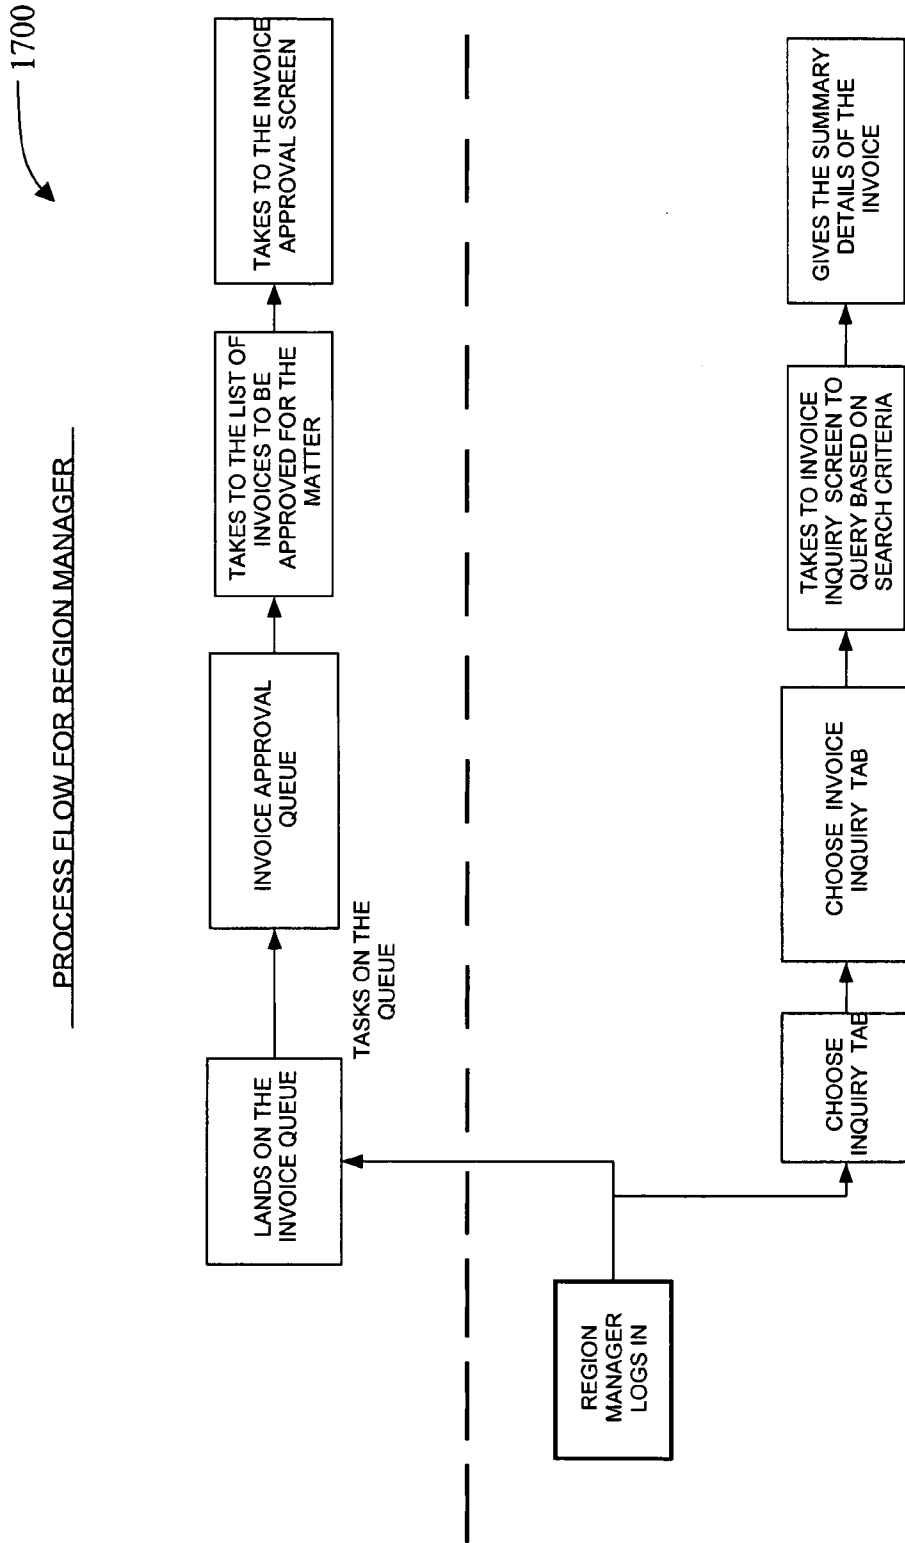 1700
PROCESS FLOW FOR REGION MANAGER
LANDS ON THE
INVOICE QUEUE
TASKS ON THE
QUEUE
INVOICE APPROVAL
QUEUE
TAKES TO THE LIST OF
INVOICES TO BE
APPROVED FOR THE
MATTER
TAKES TO THE INVOICE
APPROVAL SCREEN
REGION
MANAGER
LOGS IN
CHOOSE
INQUIRY TAB
CHOOSE INVOICE
INQUIRY TAB
TAKES TO INVOICE
INQUIRY SCREEN TO
QUERY BASED ON
SEARCH CRITERIA
GIVES THE SUMMARY
DETAILS OF THE
INVOICE